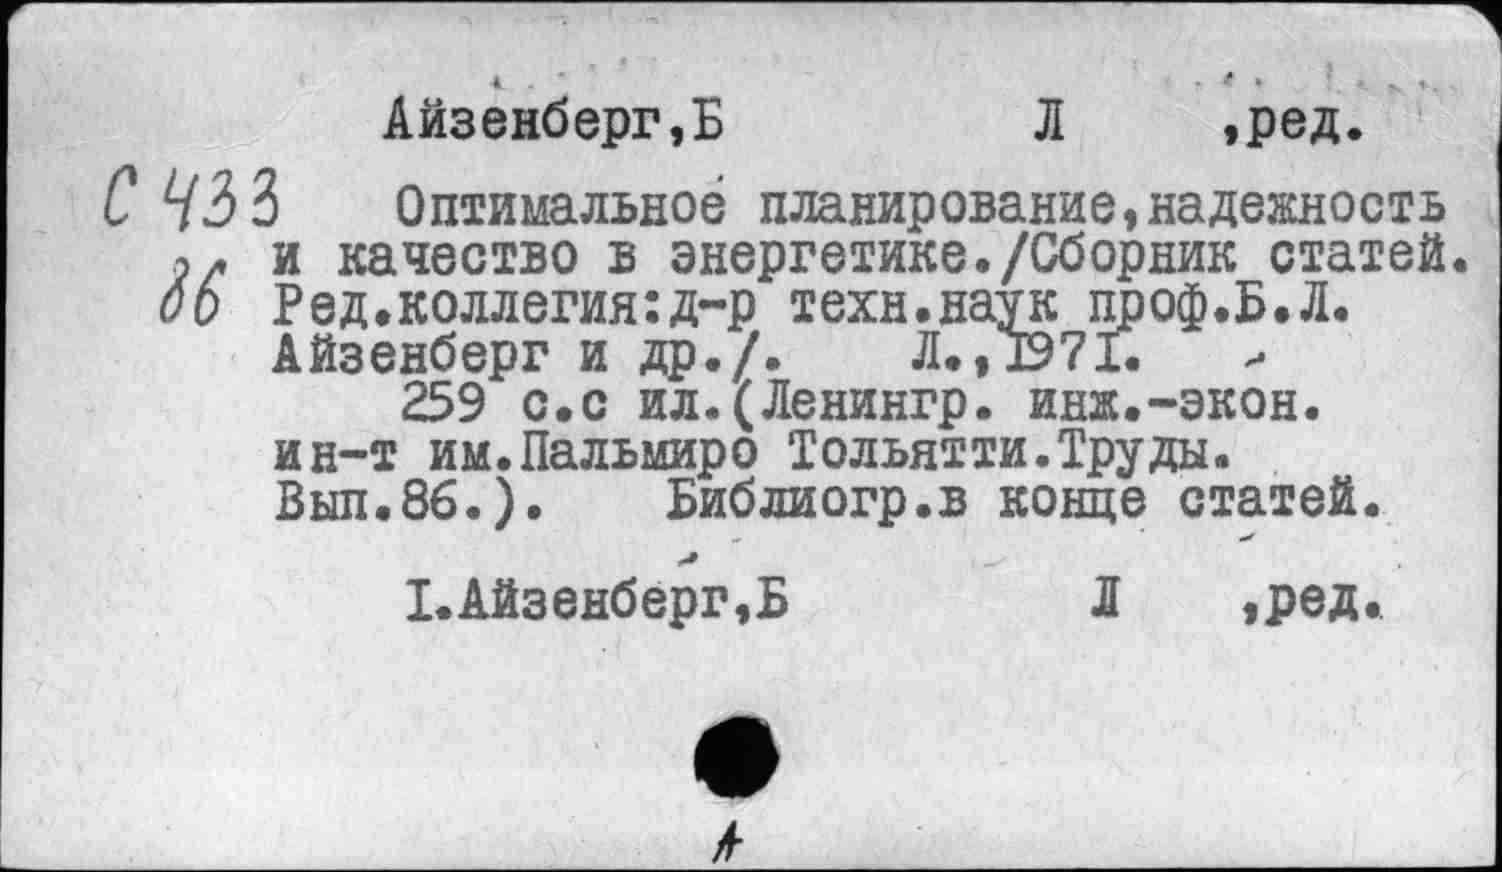 Айзенберг,Б Л ,ред.
С 433 Оптимальное планирование,надежность
и качество в энергетике./Сборник статей.
86 Ред.коллегия:д-р техн.наук проф.Б.Л.
Айзенберг и др./. Л.,1971.
259 с.с ил.(Ленингр. инж.-экон.
ин-т им.Пальмиро Тольятти.Труды.
Вып.86.). Библиогр.в конце статей.
I.Айзенберг,Б Л ,ред.